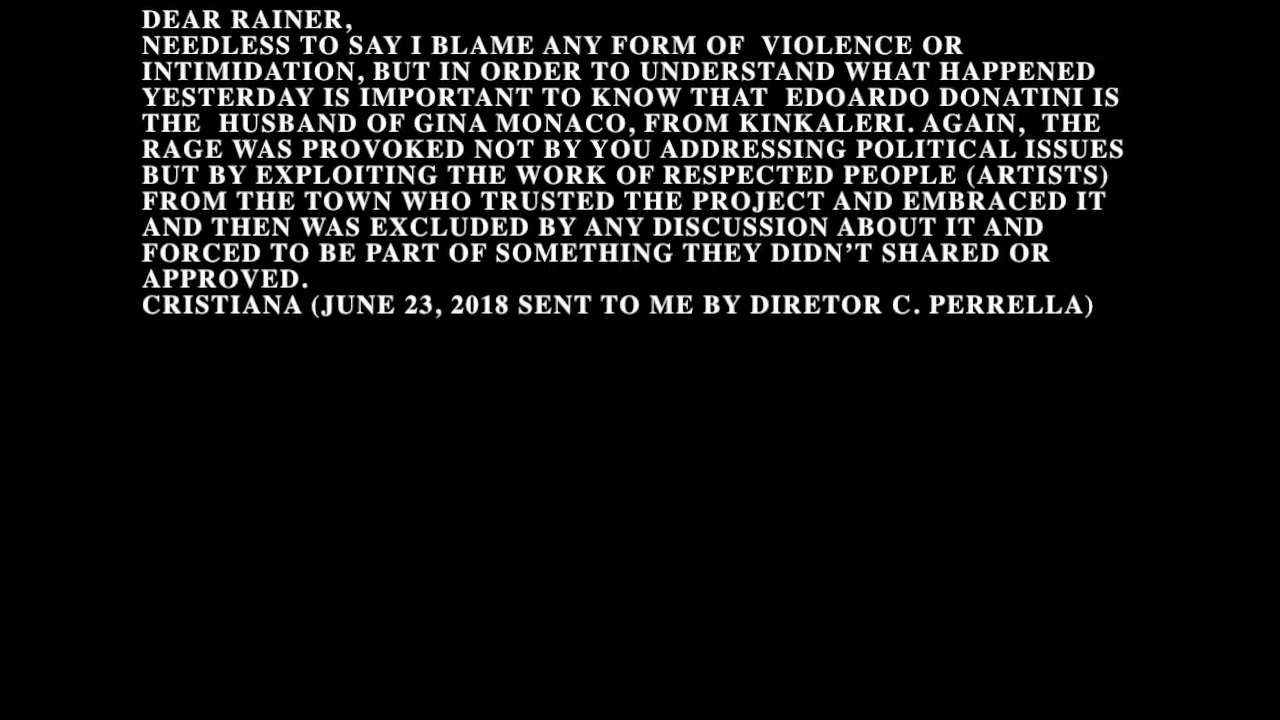 DEAR RAINER,
NEEDLESS TO SAY I BLAME ANY FORM OF  VIOLENCE OR
INTIMIDATION, BUT IN ORDER TO UNDERSTAND WHAT HAPPENED
YESTERDAY IS IMPORTANT TO KNOW THAT  EDOARDO DONATINI IS
THE  HUSBAND OF GINA MONACO, FROM KINKALERI. AGAIN,  THE
RAGE WAS PROVOKED NOT BY YOU ADDRESSING POLITICAL ISSUES
BUT BY EXPLOITING THE WORK OF RESPECTED PEOPLE (ARTISTS)
FROM THE TOWN WHO TRUSTED THE PROJECT AND EMBRACED IT
AND THEN WAS EXCLUDED BY ANY DISCUSSION ABOUT IT AND
FORCED TO BE PART OF SOMETHING THEY DIDN’T SHARED OR
APPROVED.
CRISTIANA (JUNE 23, 2018 SENT TO ME BY DIRETOR C. PERRELLA)